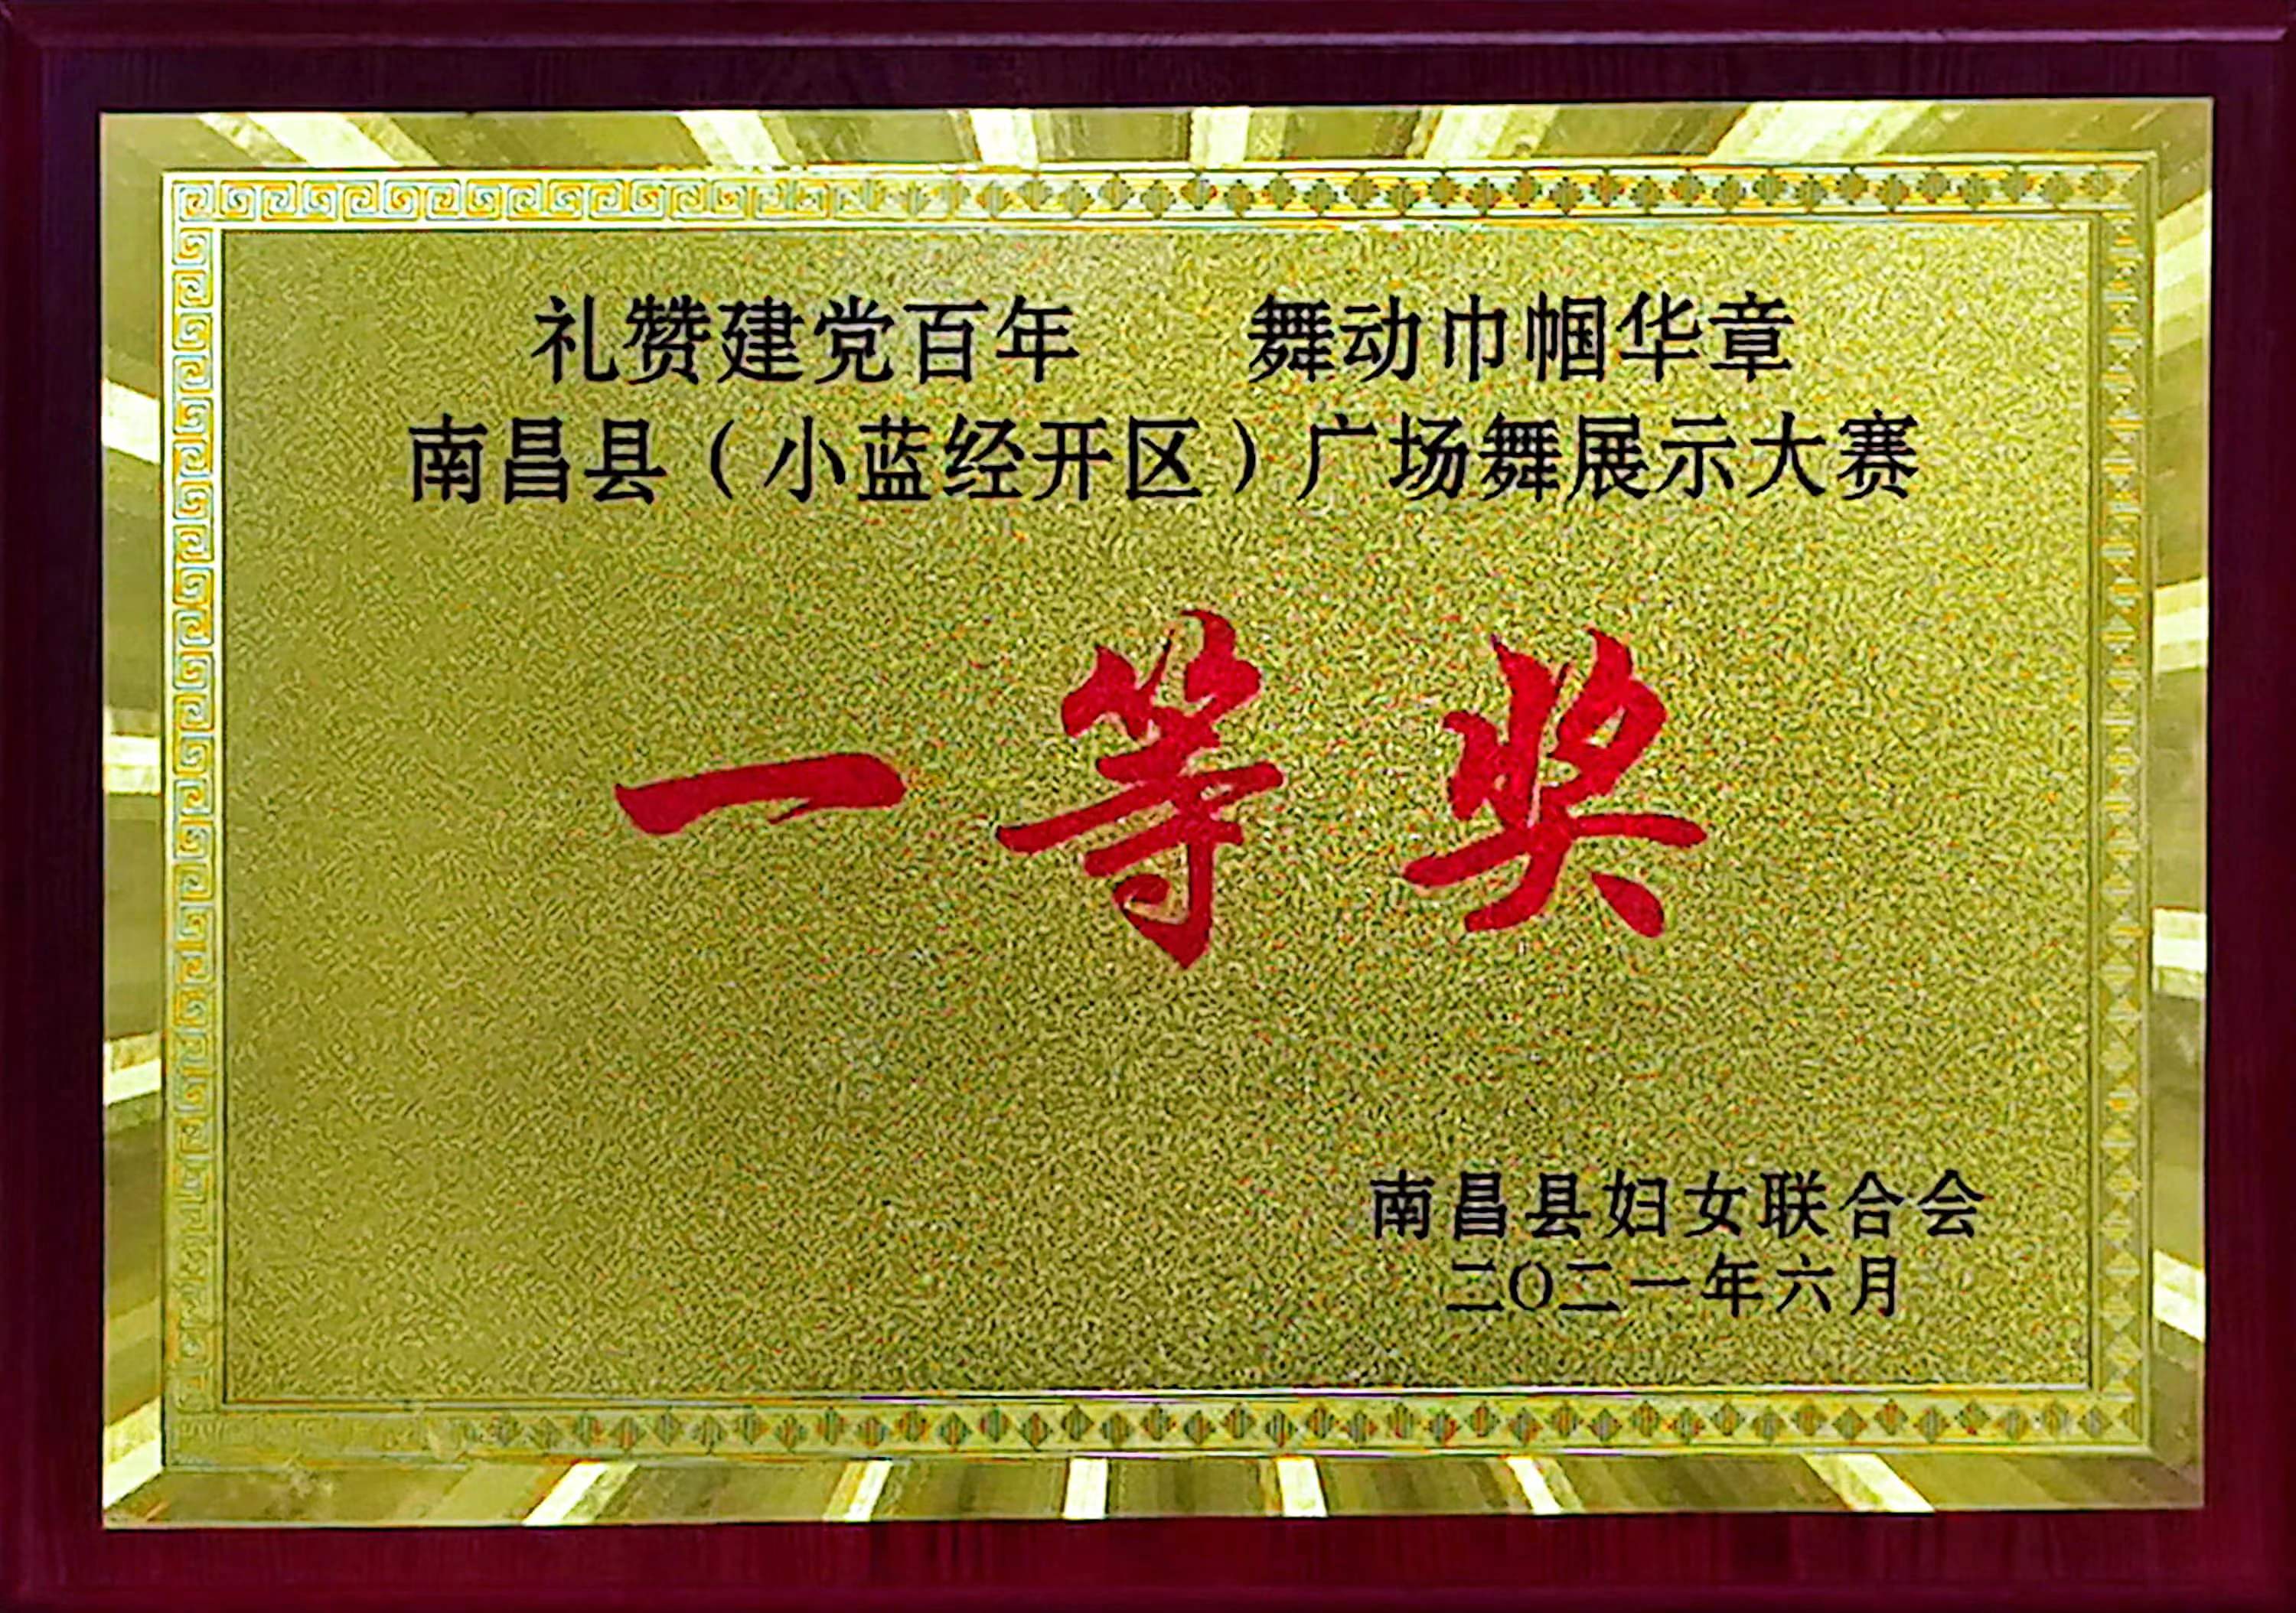 礼赞建党百年 舞动巾帼华章
南昌县（小蓝经开区）广场舞展示大赛
一等奖
南昌县妇女联合会
二〇二一年六月